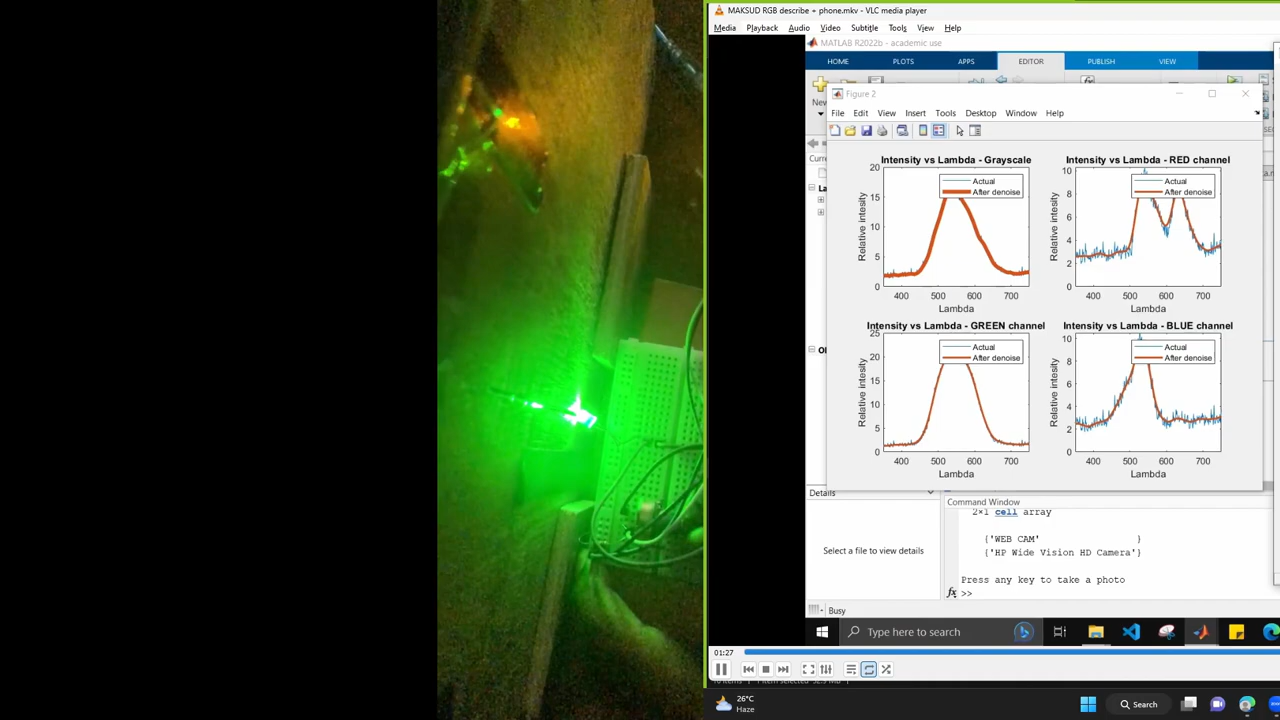 MAKSUD RGB describe + phone.mkv - VLC media player
Media Playback Audio Video Subtitle Tools View Help
MATLAB R2022b - academic use
HOME PLOTS APPS EDITOR PUBLISH VIEW
New
Figure 2
File Edit View Insert Tools Desktop Window Help
Intensity vs Lambda - Grayscale
20
15
10
5
0
400 500 600 700
Relative intesity
Lambda
Actual
After denoise
Intensity vs Lambda - RED channel
10
8
6
4
2
0
400 500 600 700
Relative intesity
Lambda
Actual
After denoise
Intensity vs Lambda - GREEN channel
25
20
15
10
5
0
400 500 600 700
Relative intesity
Lambda
Actual
After denoise
Intensity vs Lambda - BLUE channel
10
8
6
4
2
0
400 500 600 700
Relative intesity
Lambda
Actual
After denoise
Details
Select a file to view details
Command Window
2×1 cell array
{'WEB CAM' }
{'HP Wide Vision HD Camera'}
Press any key to take a photo
fx >>
Busy
Type here to search
01:27
26°C
Haze
Search